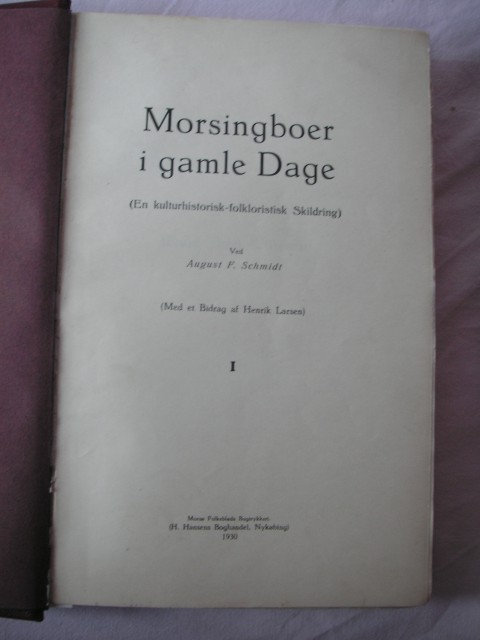 Morsingboer
i gamle Dage
(En kulturhistorisk-folkloristisk Skildring)
Ved
August F. Schmidt
(Med et Bidrag af Henrik Larsen)
I
Morsø Folkeblads Bogtrykkeri
(H. Hansens Boghandel, Nykøbing)
1930